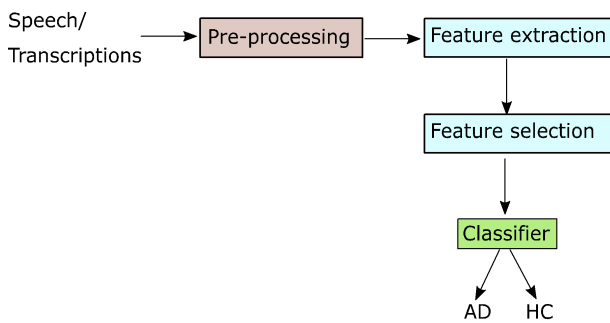 Speech/
Transcriptions
Pre-processing
Feature extraction
Feature selection
Classifier
AD
HC